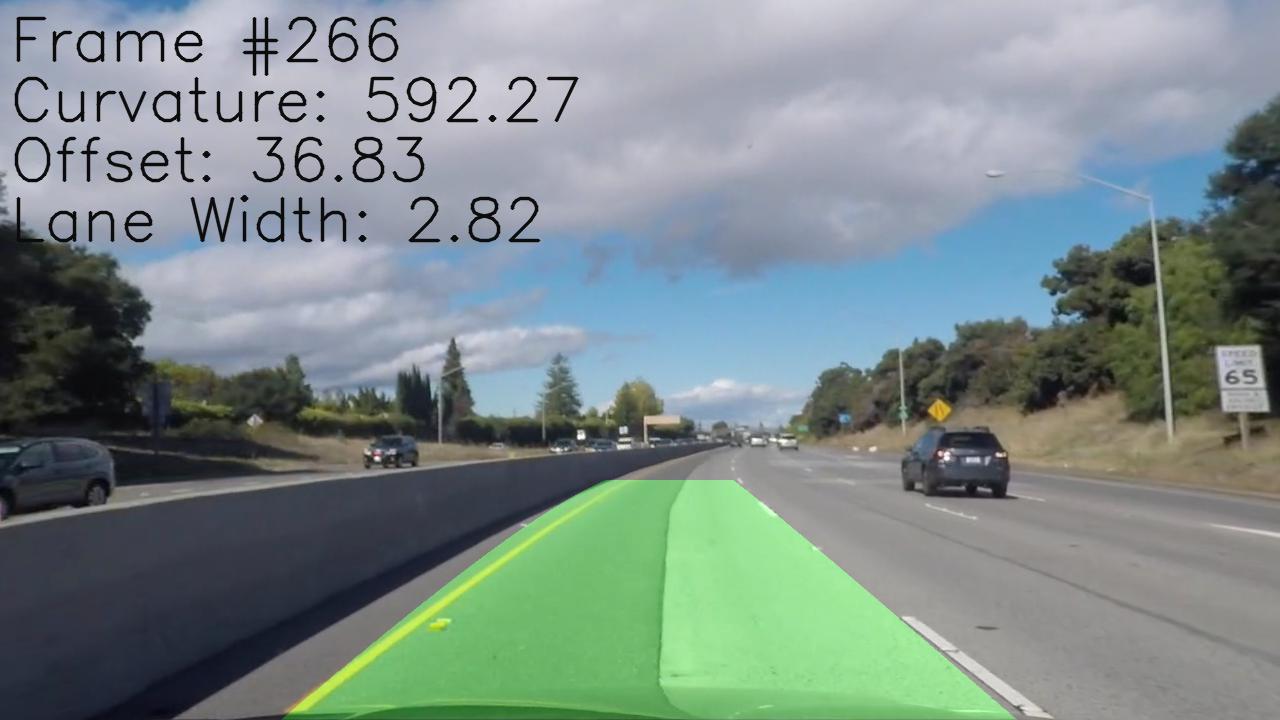 Frame #266
Curvature: 592.27
Offset: 36.83
Lane Width: 2.82
SPEED
LIMIT
65